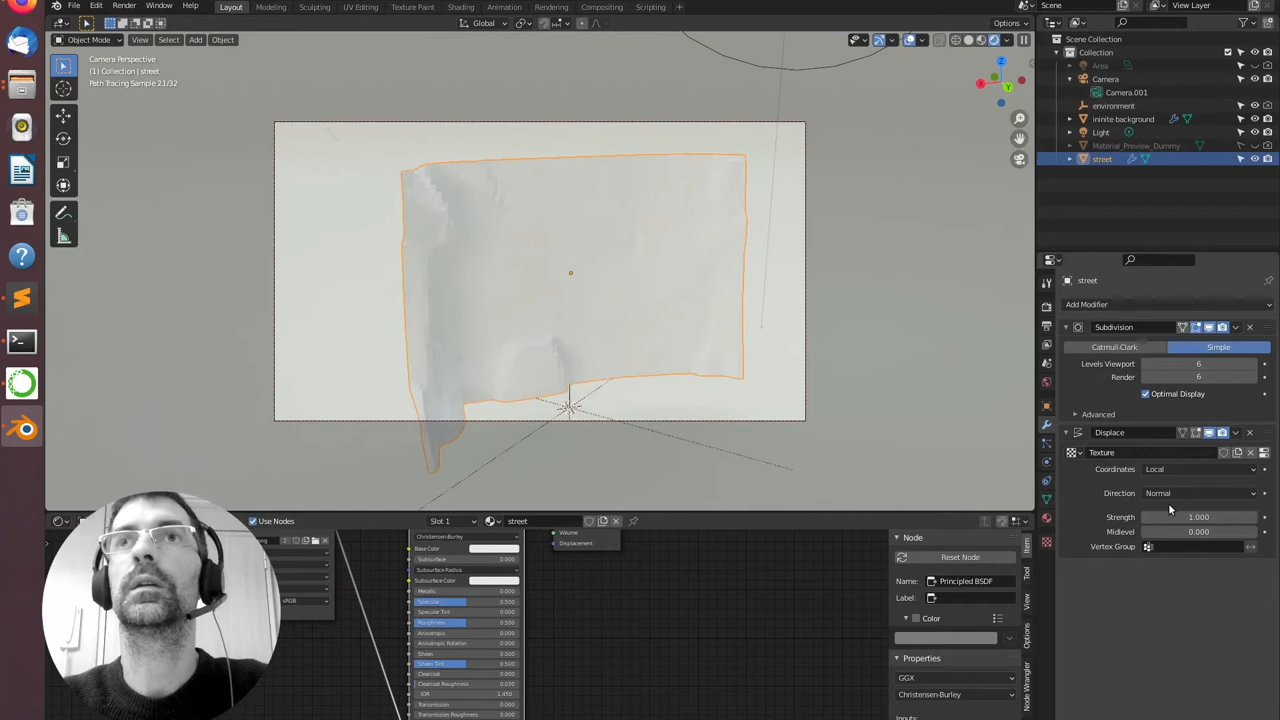 File Edit Render Window Help Layout Modeling Sculpting UV Editing Texture Paint Shading Animation Rendering Compositing Scripting Scene View Layer
Global Options
Object Mode View Select Add Object
Camera Perspective
(1) Collection | street
Path Tracing Sample 21/32
Scene Collection
Collection
Area
Camera
Camera.001
environment
ininite background
Light
Material_Preview_Dummy
street
street
Add Modifier
Subdivision
Catmull-Clark Simple
Levels Viewport 6
Render 6
Optimal Display
Advanced
Displace
Texture
Coordinates Local
Direction Normal
Strength 1.000
Midlevel 0.000
Vertex Group
Use Nodes Slot 1 street
sRGB
Christensen-Burley
Base Color
Subsurface 0.000
Subsurface Radius
Subsurface Color
Metallic 0.000
Specular 0.500
Specular Tint 0.000
Roughness 0.500
Anisotropic 0.000
Anisotropic Rotation 0.000
Sheen 0.000
Sheen Tint 0.500
Clearcoat 0.000
Clearcoat Roughness 0.030
IOR 1.450
Transmission 0.000
Transmission Roughness 0.000
Volume
Displacement
Node
Reset Node
Name: Principled BSDF
Label:
Color
Properties
GGX
Christensen-Burley
Inputs:
Item
Tool
View
Options
Node Wrangler